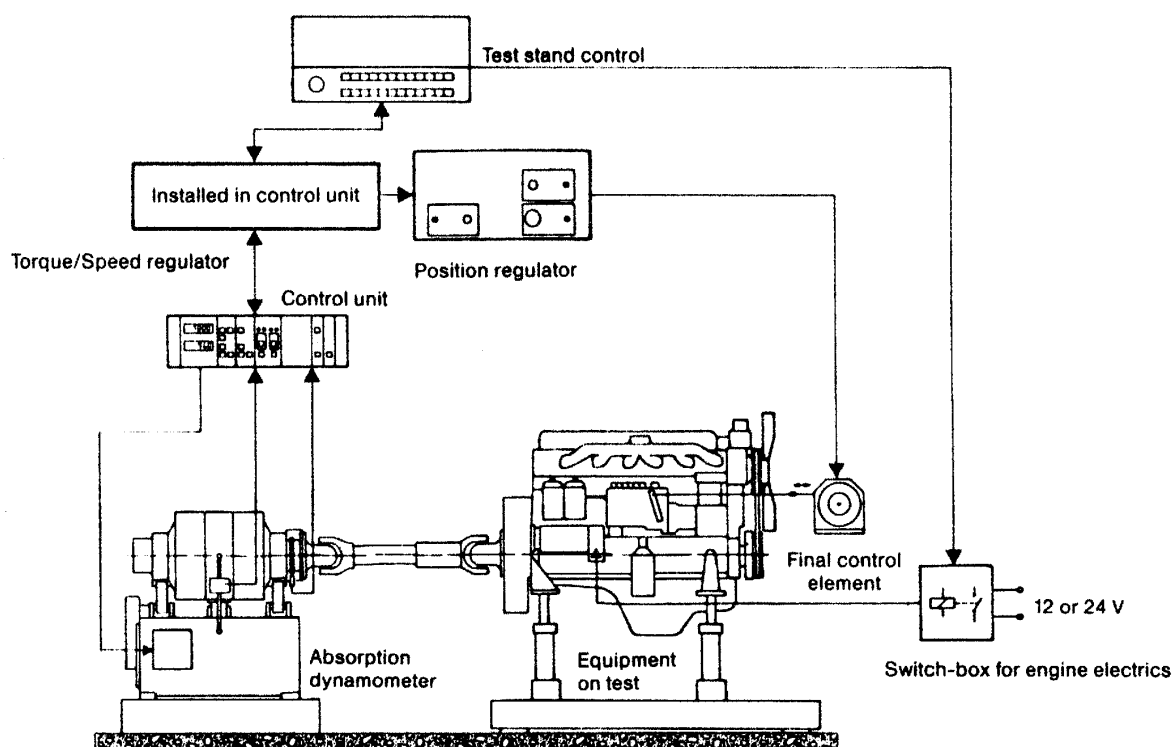 Test stand control
Installed in control unit
Torque/Speed regulator
Position regulator
Control unit
Final control
element
12 or 24 V
Absorption
dynamometer
Equipment
on test
Switch-box for engine electrics